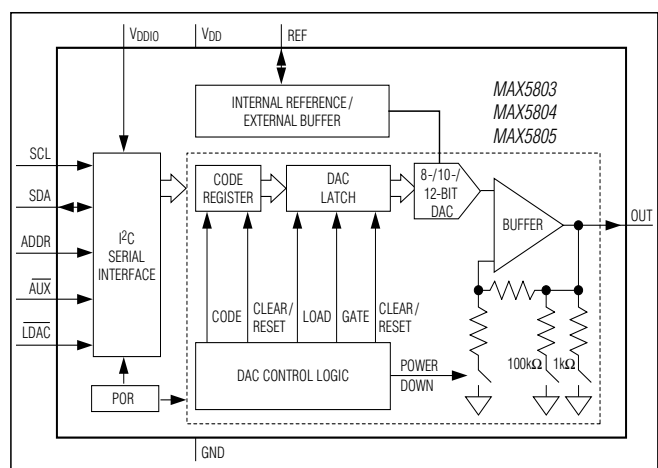 VDDIO
VDD
REF
MAX5803
MAX5804
MAX5805
INTERNAL REFERENCE /
EXTERNAL BUFFER
SCL
SDA
ADDR
AUX
LDAC
I2C
SERIAL
INTERFACE
CODE
REGISTER
DAC
LATCH
8-/10-/
12-BIT
DAC
BUFFER
OUT
CODE
CLEAR/
RESET
LOAD
GATE
CLEAR/
RESET
100kΩ
1kΩ
DAC CONTROL LOGIC
POWER
DOWN
POR
GND